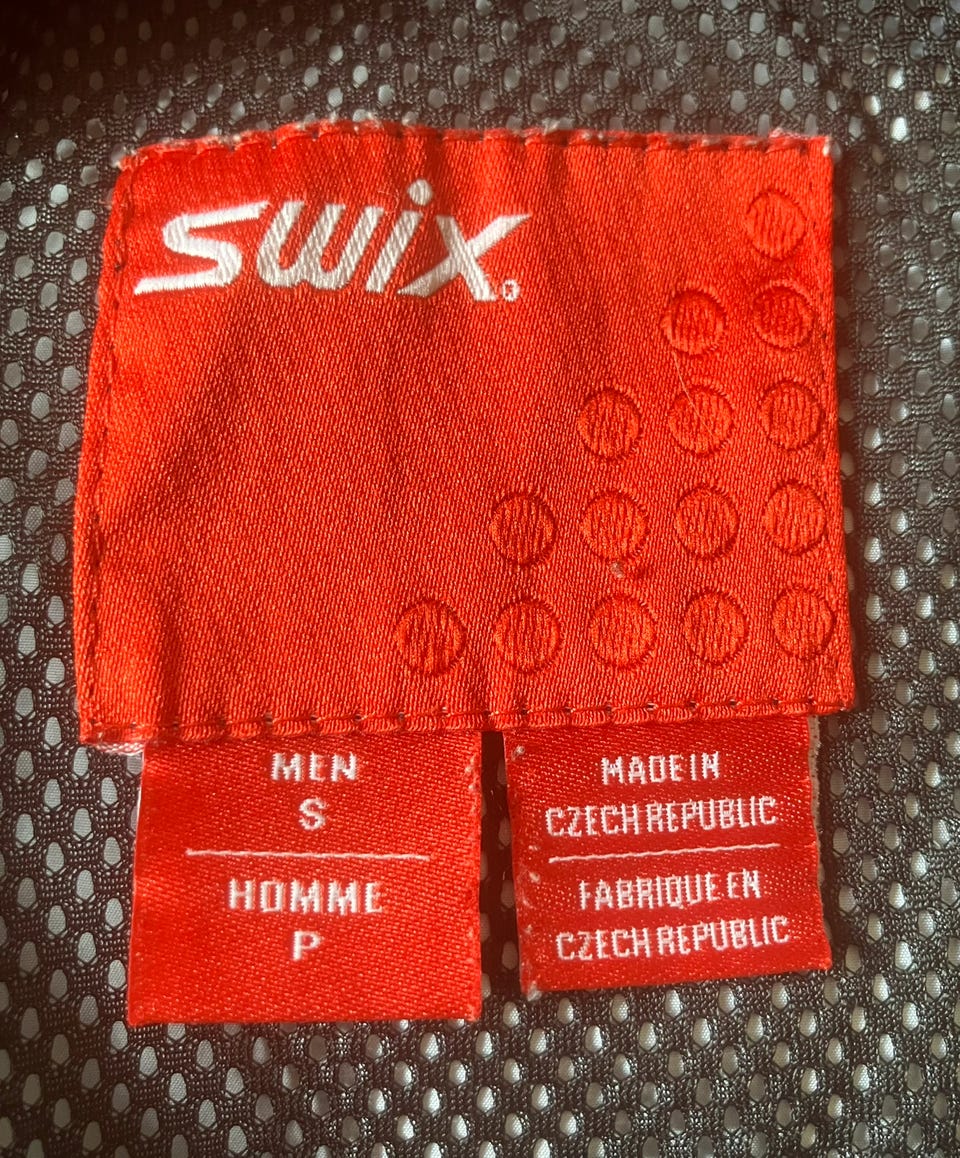 SWIX®
MEN
S
HOMME
P
MADE IN
CZECH REPUBLIC
FABRIQUE EN
CZECH REPUBLIC